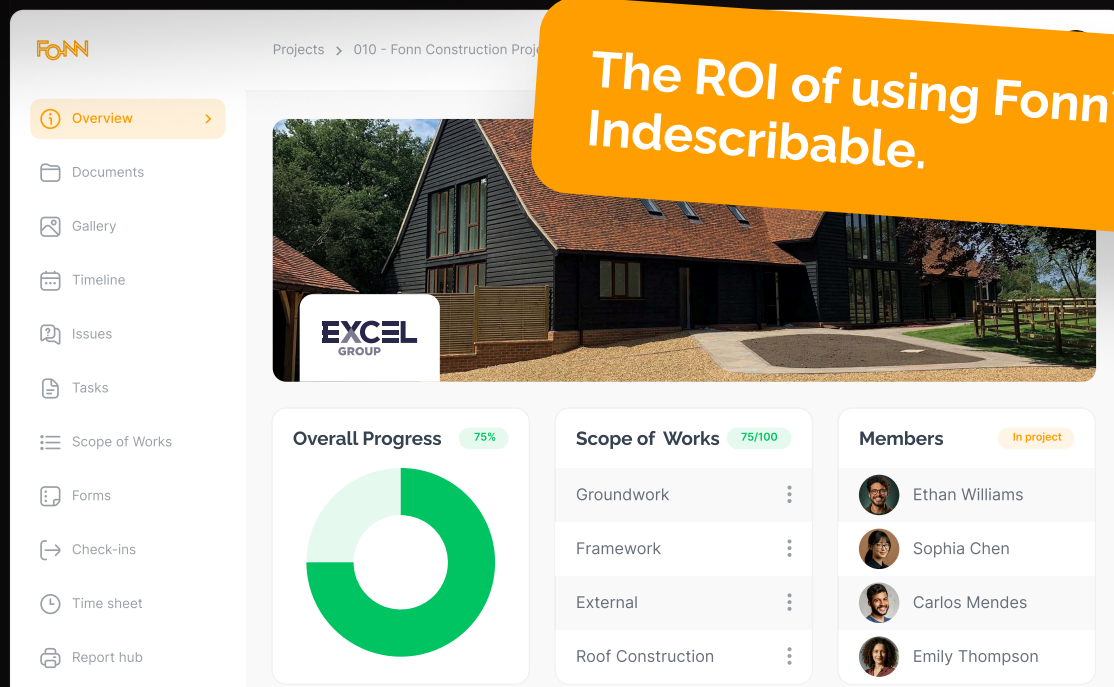 FONN
Projects > 010 - Fonn Construction Proje
The ROI of using Fonn'
Indescribable.
Overview
Documents
Gallery
Timeline
Issues
Tasks
Scope of Works
Forms
Check-ins
Time sheet
Report hub
EXCEL
GROUP
Overall Progress 75%
Scope of Works 75/100
Groundwork
Framework
External
Roof Construction
Members In project
Ethan Williams
Sophia Chen
Carlos Mendes
Emily Thompson